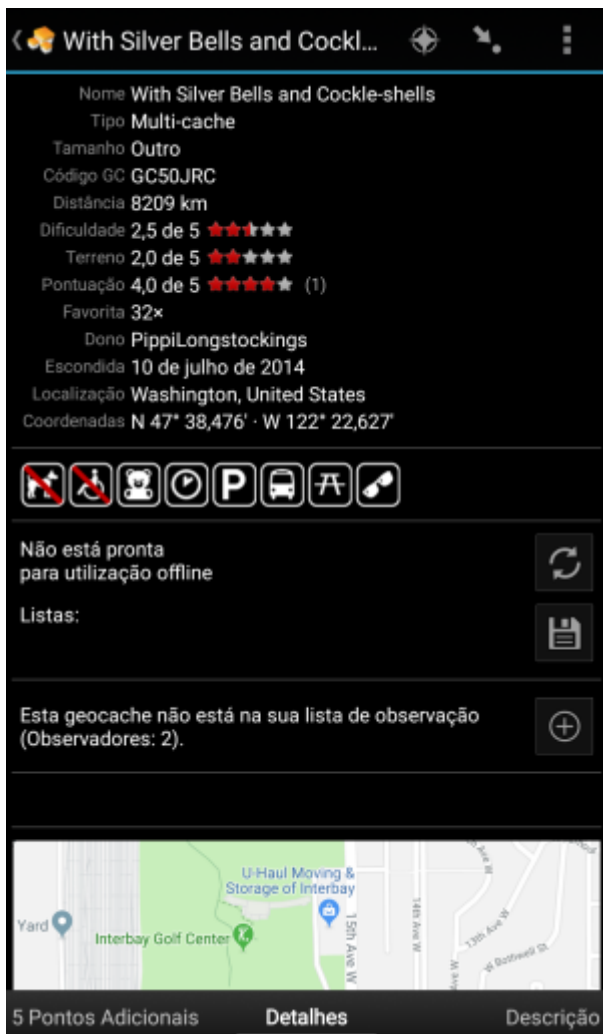 With Silver Bells and Cockl...
Nome With Silver Bells and Cockle-shells
Tipo Multi-cache
Tamanho Outro
Código GC GC50JRC
Distância 8209 km
Dificuldade 2,5 de 5
Terreno 2,0 de 5
Pontuação 4,0 de 5 (1)
Favorita 32×
Dono PippiLongstockings
Escondida 10 de julho de 2014
Localização Washington, United States
Coordenadas N 47° 38,476' · W 122° 22,627'
P
Não está pronta
para utilização offline
Listas:
Esta geocache não está na sua lista de observação
(Observadores: 2).
U-Haul Moving &
Storage of Interbay
Yard
Interbay Golf Center
15th Ave W
14th Ave W
13th Ave W
W Bothwell St
Ave W
5 Pontos Adicionais Detalhes Descrição